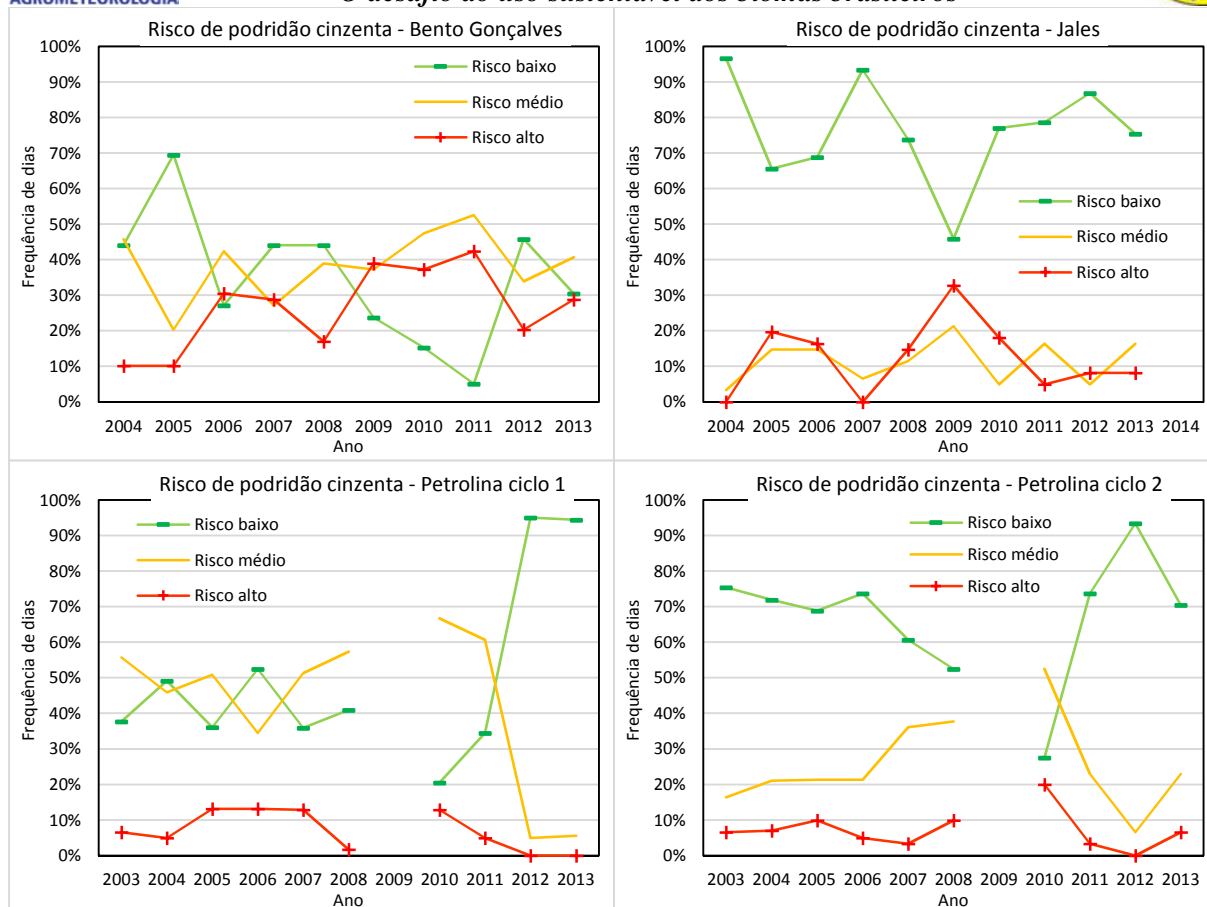 AGROMETEOROLOGIA
O desafio do uso sustentável dos biomas brasileiros
Risco de podridão cinzenta - Bento Gonçalves
100%
90%
80%
70%
60%
50%
40%
30%
20%
10%
0%
Frequência de dias
Risco baixo
Risco médio
Risco alto
2004 2005 2006 2007 2008 2009 2010 2011 2012 2013
Ano
Risco de podridão cinzenta - Jales
100%
90%
80%
70%
60%
50%
40%
30%
20%
10%
0%
Frequência de dias
Risco baixo
Risco médio
Risco alto
2004 2005 2006 2007 2008 2009 2010 2011 2012 2013 2014
Ano
Risco de podridão cinzenta - Petrolina ciclo 1
100%
90%
80%
70%
60%
50%
40%
30%
20%
10%
0%
Frequência de dias
Risco baixo
Risco médio
Risco alto
2003 2004 2005 2006 2007 2008 2009 2010 2011 2012 2013
Ano
Risco de podridão cinzenta - Petrolina ciclo 2
100%
90%
80%
70%
60%
50%
40%
30%
20%
10%
0%
Frequência de dias
Risco baixo
Risco médio
Risco alto
2003 2004 2005 2006 2007 2008 2009 2010 2011 2012 2013
Ano